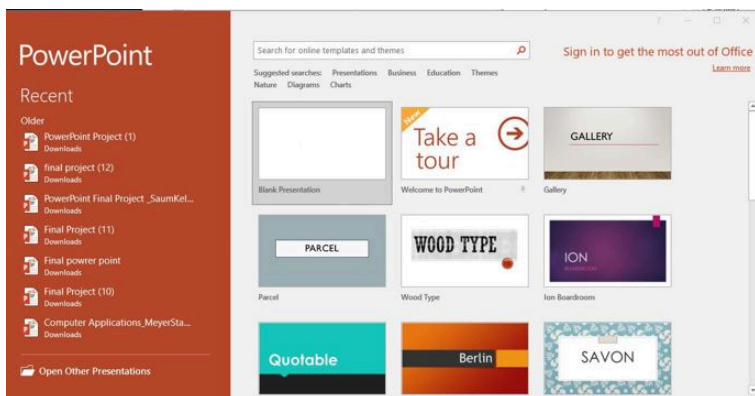 PowerPoint
Recent
Older
PowerPoint Project (1)
Downloads
final project (12)
Downloads
PowerPoint Final Project _SaumKel...
Downloads
Final Project (11)
Downloads
Final powrer point
Downloads
Final Project (10)
Downloads
Computer Applications_MeyerSta...
Downloads
Open Other Presentations
? 
Search for online templates and themes
Suggested searches: Presentations Business Education Themes
Nature Diagrams Charts
Sign in to get the most out of Office
Learn more
Blank Presentation
New
Take a
tour
Welcome to PowerPoint
GALLERY
Gallery
PARCEL
Parcel
WOOD TYPE
Wood Type
ION
BOARDROOM
Ion Boardroom
Quotable
Berlin
SAVON